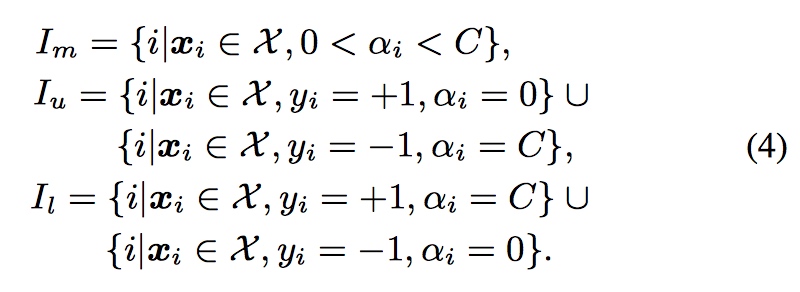 I_m = {i|x_i ∈ 𝒳, 0 < α_i < C},
I_u = {i|x_i ∈ 𝒳, y_i = +1, α_i = 0} ∪
{i|x_i ∈ 𝒳, y_i = −1, α_i = C}, (4)
I_l = {i|x_i ∈ 𝒳, y_i = +1, α_i = C} ∪
{i|x_i ∈ 𝒳, y_i = −1, α_i = 0}.